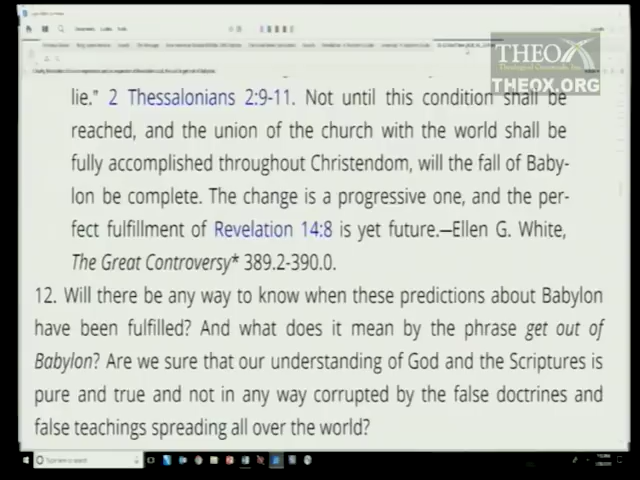 THEOX
THEOX.ORG
lie." 2 Thessalonians 2:9-11. Not until this condition shall be
reached, and the union of the church with the world shall be
fully accomplished throughout Christendom, will the fall of Baby-
lon be complete. The change is a progressive one, and the per-
fect fulfillment of Revelation 14:8 is yet future.—Ellen G. White,
The Great Controversy* 389.2-390.0.
12. Will there be any way to know when these predictions about Babylon
have been fulfilled? And what does it mean by the phrase get out of
Babylon? Are we sure that our understanding of God and the Scriptures is
pure and true and not in any way corrupted by the false doctrines and
false teachings spreading all over the world?